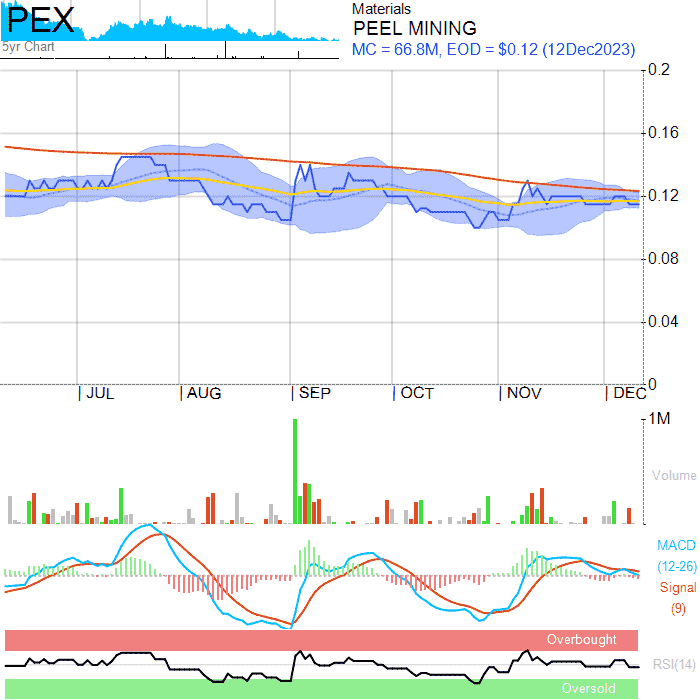 PEX
5yr Chart
Materials
PEEL MINING
MC = 66.8M, EOD = $0.12 (12Dec2023)
0.2
0.16
0.12
0.08
0.04
0
JUL AUG SEP OCT NOV DEC
1M
Volume
MACD
(12-26)
Signal
(9)
Overbought
RSI(14)
Oversold